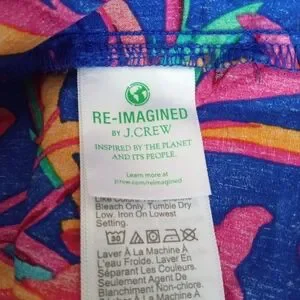 RE-IMAGINED
BY J.CREW
INSPIRED BY THE PLANET
AND ITS PEOPLE.
Learn more at
jcrew.com/reimagined
Bleach Only. Tumble Dry
Low. Iron On Lowest
Setting.
30
Laver À La Machine À
L'eau Froide. Laver En
Séparant Les Couleurs.
Seulement Agent De
Blanchiment Non-chloré.